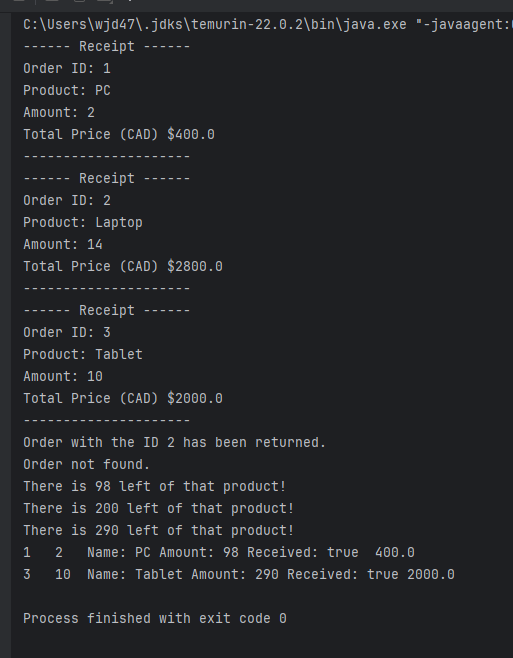 C:\Users\wjd47\.jdks\temurin-22.0.2\bin\java.exe "-javaagent:
------ Receipt ------
Order ID: 1
Product: PC
Amount: 2
Total Price (CAD) $400.0
---------------------
------ Receipt ------
Order ID: 2
Product: Laptop
Amount: 14
Total Price (CAD) $2800.0
---------------------
------ Receipt ------
Order ID: 3
Product: Tablet
Amount: 10
Total Price (CAD) $2000.0
---------------------
Order with the ID 2 has been returned.
Order not found.
There is 98 left of that product!
There is 200 left of that product!
There is 290 left of that product!
1   2   Name: PC Amount: 98 Received: true  400.0
3   10  Name: Tablet Amount: 290 Received: true 2000.0
Process finished with exit code 0